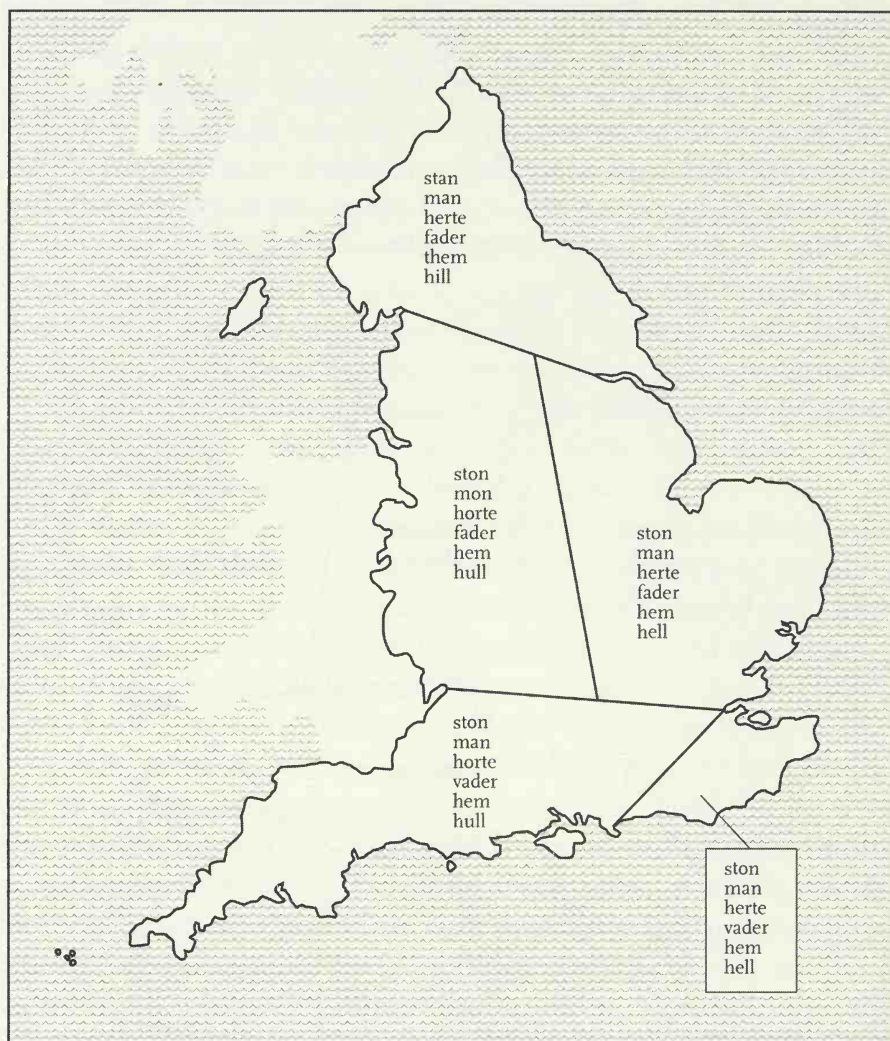 stan
man
herte
fader
them
hill
ston
mon
horte
fader
hem
hull
ston
man
herte
fader
hem
hell
ston
man
horte
vader
hem
hull
ston
man
herte
vader
hem
hell